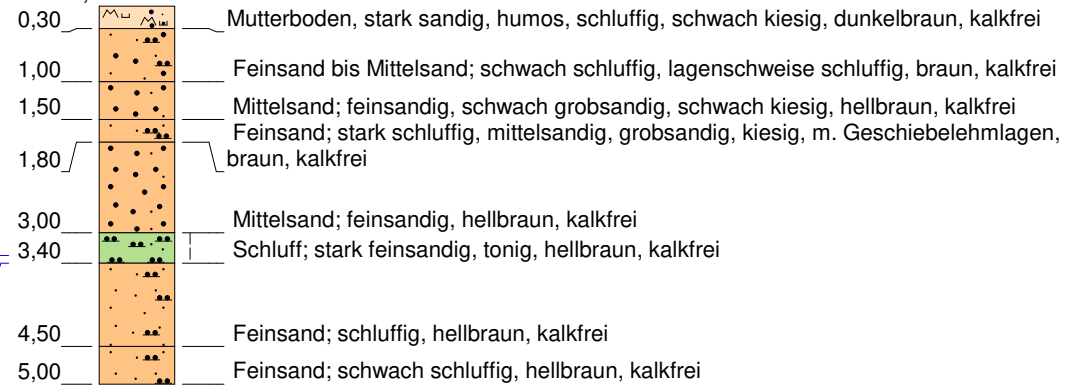 0,30 Mutterboden, stark sandig, humos, schluffig, schwach kiesig, dunkelbraun, kalkfrei
1,00 Feinsand bis Mittelsand; schwach schluffig, lagenschweise schluffig, braun, kalkfrei
1,50 Mittelsand; feinsandig, schwach grobsandig, schwach kiesig, hellbraun, kalkfrei
Feinsand; stark schluffig, mittelsandig, grobsandig, kiesig, m. Geschiebelehmlagen,
1,80 braun, kalkfrei
3,00 Mittelsand; feinsandig, hellbraun, kalkfrei
3,40 Schluff; stark feinsandig, tonig, hellbraun, kalkfrei
4,50 Feinsand; schluffig, hellbraun, kalkfrei
5,00 Feinsand; schwach schluffig, hellbraun, kalkfrei